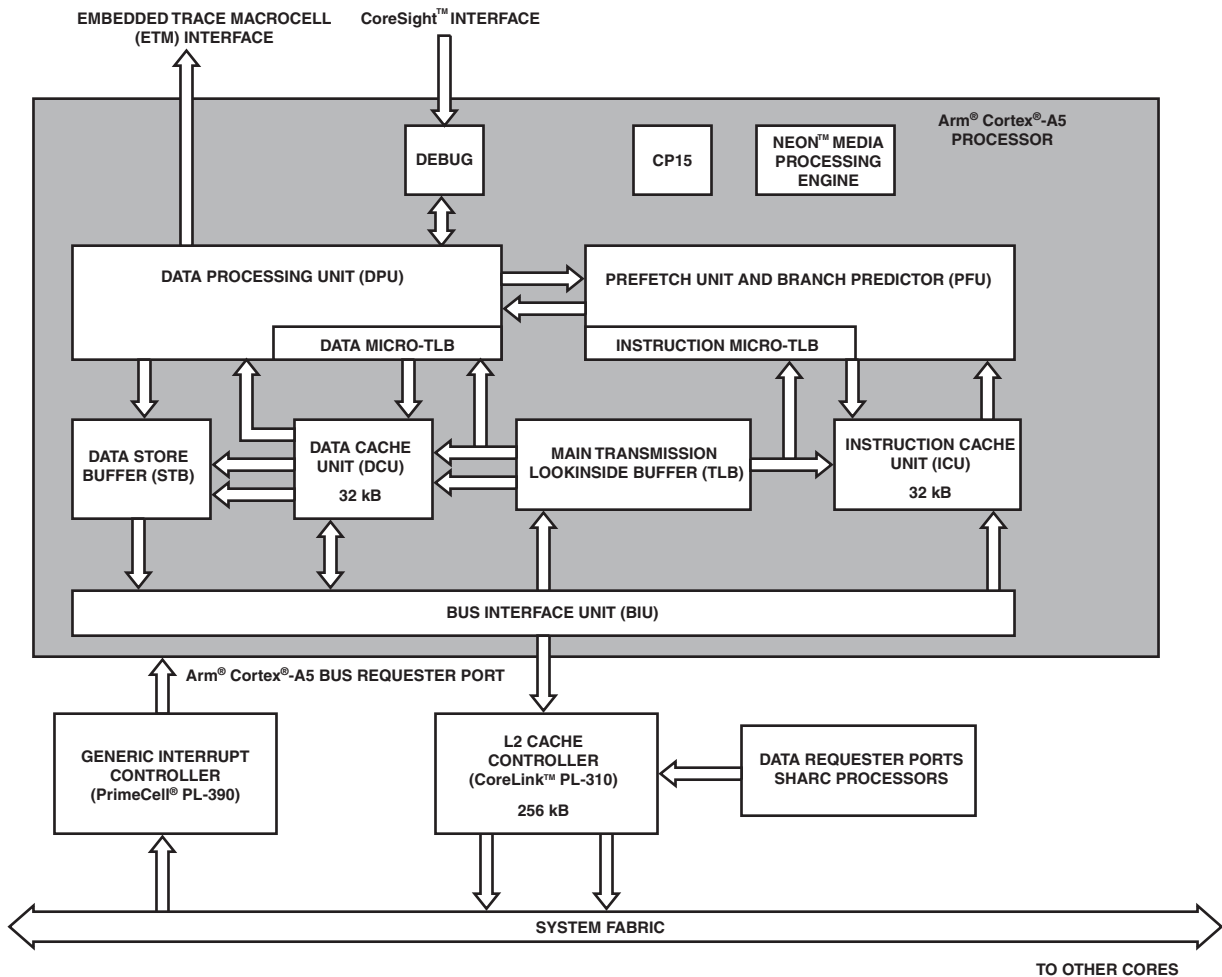 EMBEDDED TRACE MACROCELL
(ETM) INTERFACE
CoreSight™ INTERFACE
Arm® Cortex®-A5
PROCESSOR
DEBUG
CP15
NEON™ MEDIA
PROCESSING
ENGINE
DATA PROCESSING UNIT (DPU)
PREFETCH UNIT AND BRANCH PREDICTOR (PFU)
DATA MICRO-TLB
INSTRUCTION MICRO-TLB
DATA STORE
BUFFER (STB)
DATA CACHE
UNIT (DCU)
32 kB
MAIN TRANSMISSION
LOOKINSIDE BUFFER (TLB)
INSTRUCTION CACHE
UNIT (ICU)
32 kB
BUS INTERFACE UNIT (BIU)
Arm® Cortex®-A5 BUS REQUESTER PORT
GENERIC INTERRUPT
CONTROLLER
(PrimeCell® PL-390)
L2 CACHE
CONTROLLER
(CoreLink™ PL-310)
256 kB
DATA REQUESTER PORTS
SHARC PROCESSORS
SYSTEM FABRIC
TO OTHER CORES